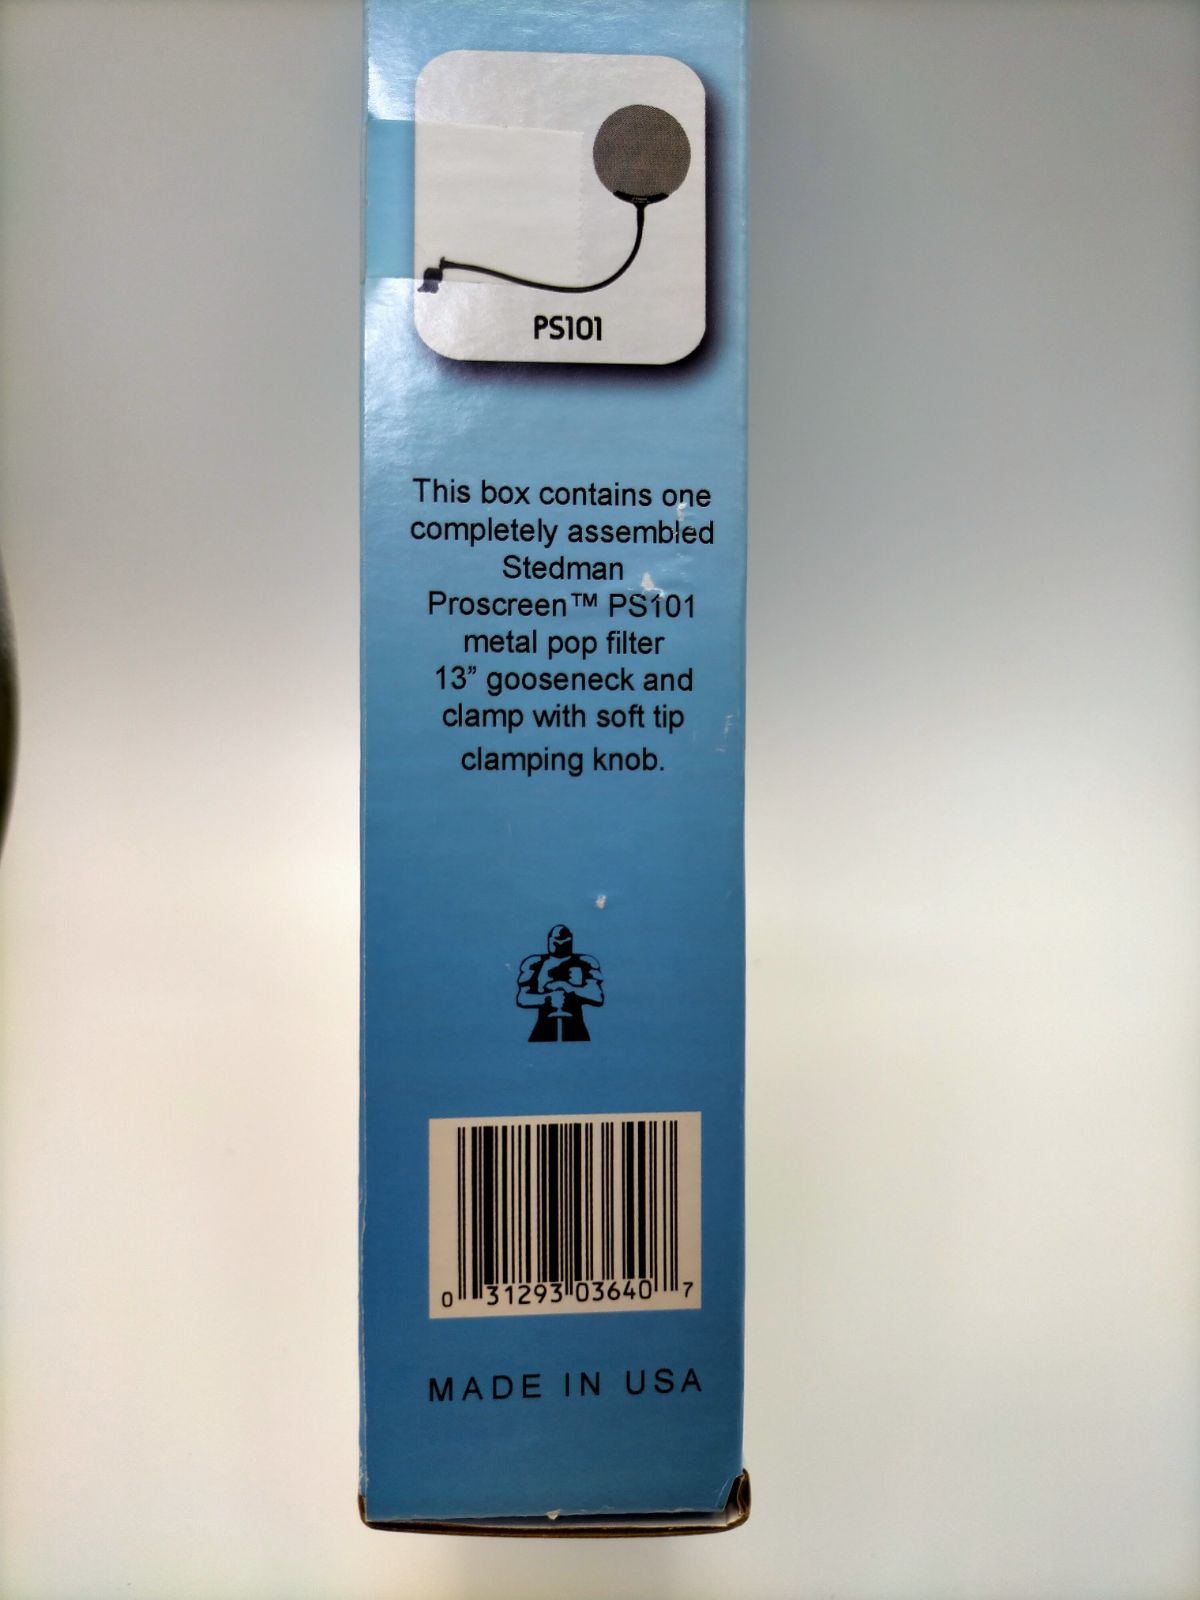 PS101
This box contains one
completely assembled
Stedman
Proscreen™ PS101
metal pop filter
13” gooseneck and
clamp with soft tip
clamping knob.
0 31293 03640 7
MADE IN USA